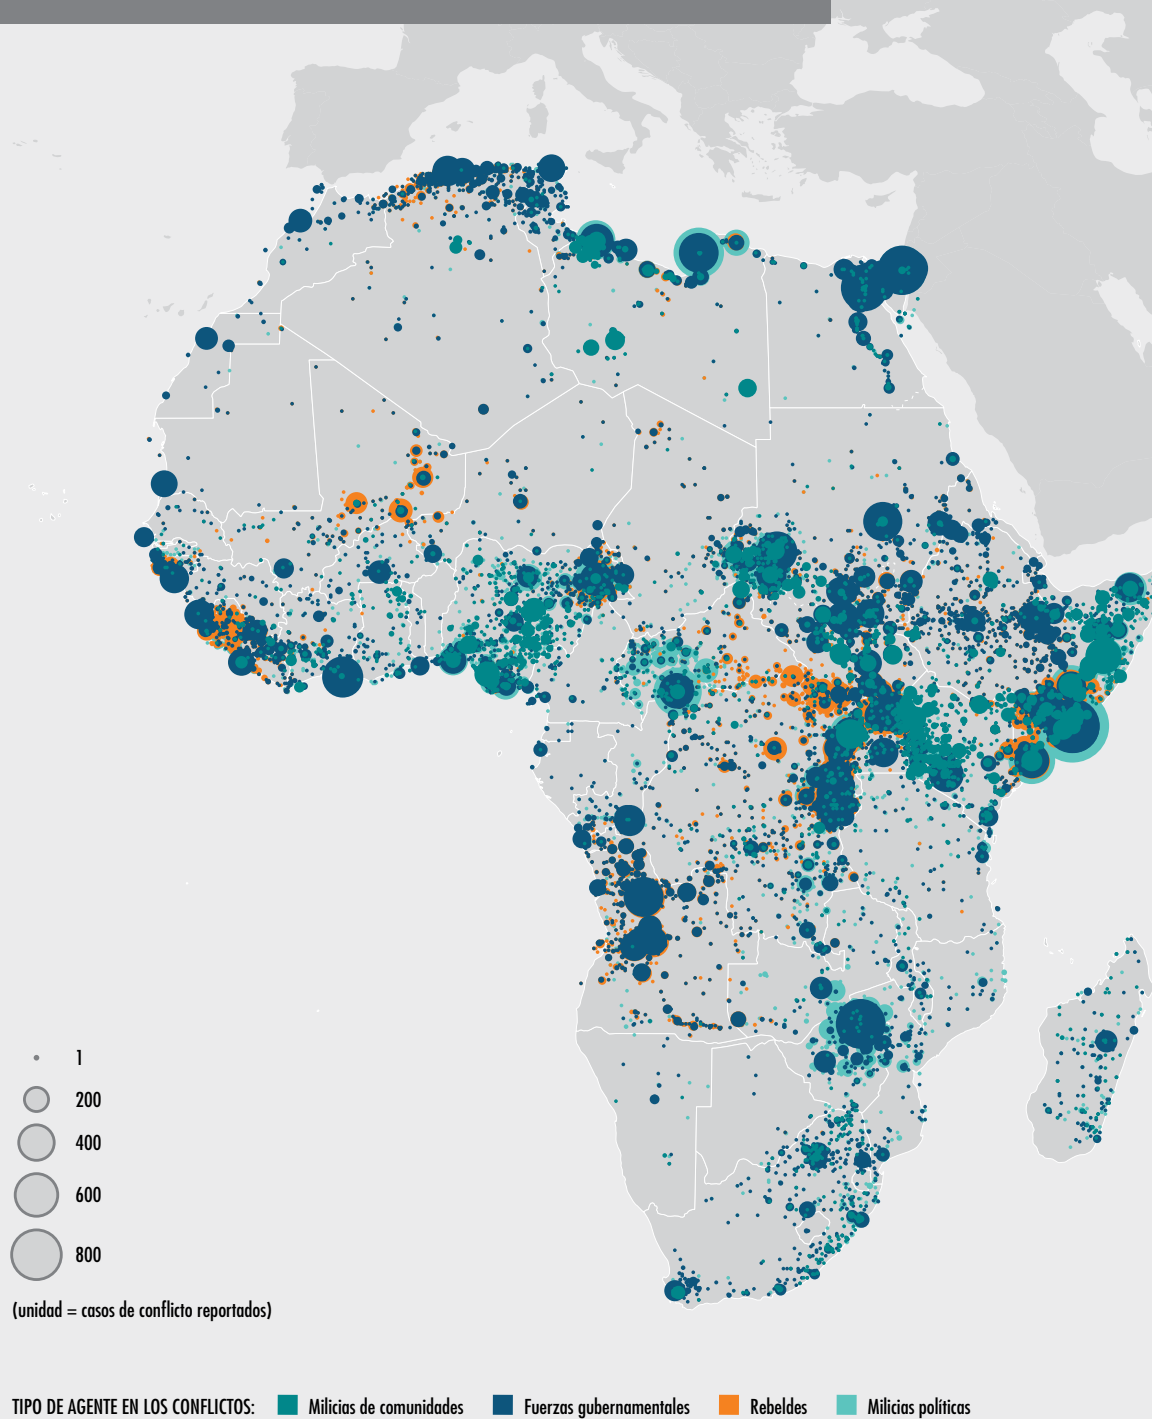 1
200
400
600
800
(unidad = casos de conflicto reportados)
TIPO DE AGENTE EN LOS CONFLICTOS: Milicias de comunidades Fuerzas gubernamentales Rebeldes Milicias políticas